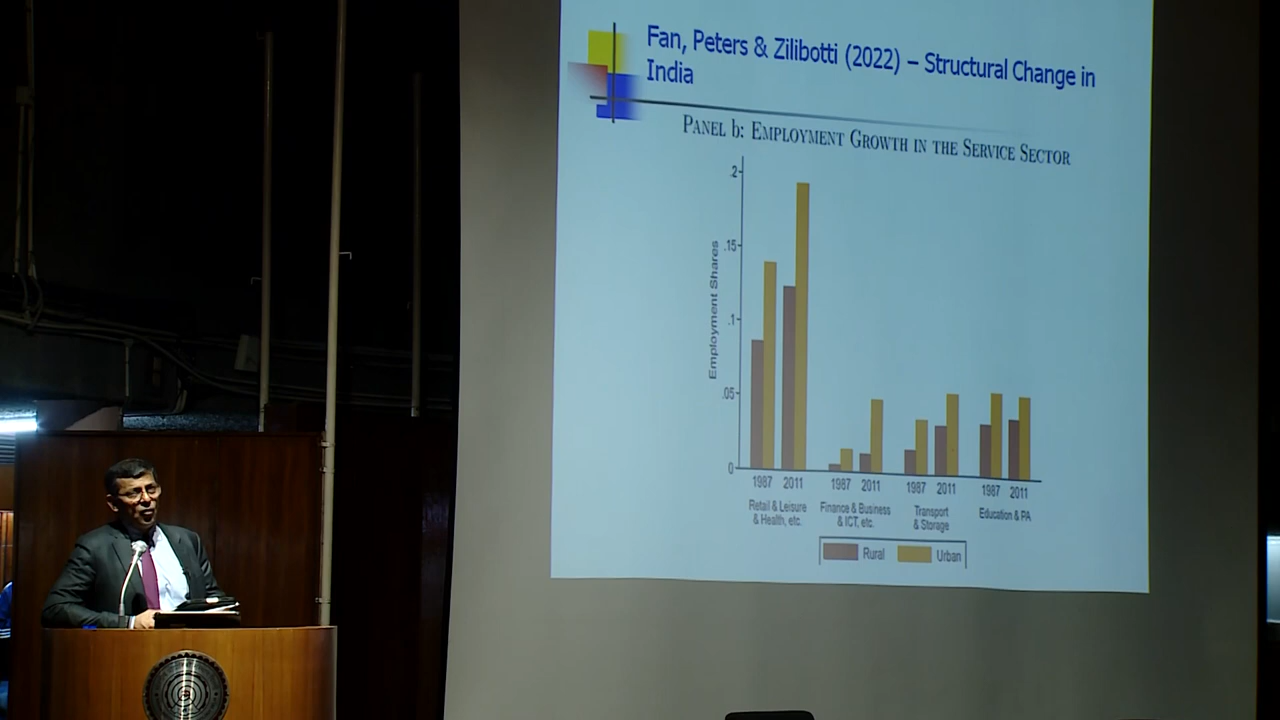 Fan, Peters & Zilibotti (2022) – Structural Change in
India
PANEL b: EMPLOYMENT GROWTH IN THE SERVICE SECTOR
Employment Shares
.2
.15
.1
.05
0
1987 2011 1987 2011 1987 2011 1987 2011
Retail & Leisure
& Health, etc.
Finance & Business
& ICT, etc.
Transport
& Storage
Education & PA
Rural Urban